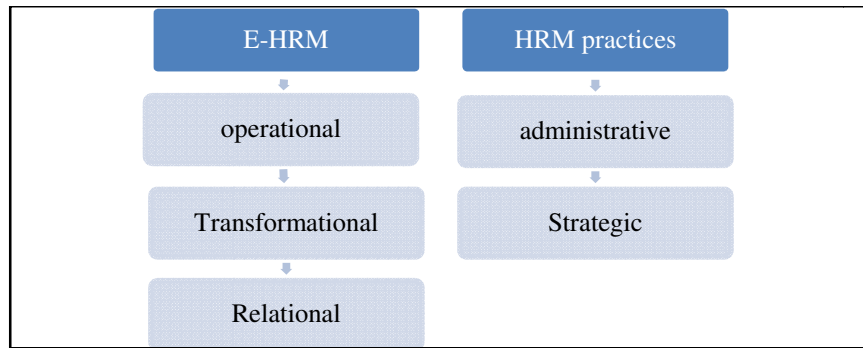 E-HRM
operational
Transformational
Relational
HRM practices
administrative
Strategic